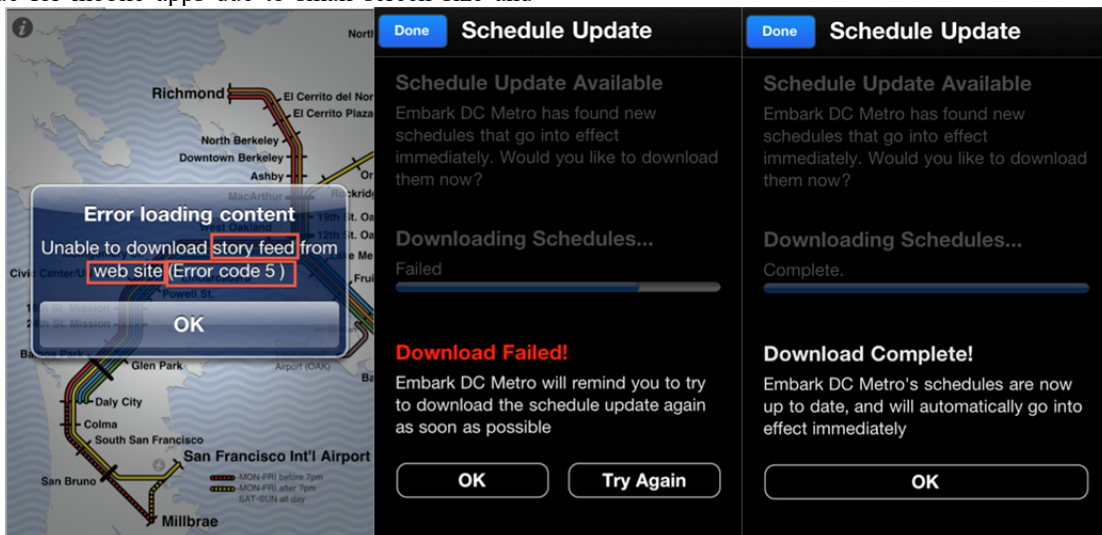 Richmond
North Berkeley
Downtown Berkeley
Ashby
MacArthur
El Cerrito del Nor
El Cerrito Plaza
Error loading content
Unable to download story feed from
web site (Error code 5 )
OK
West Oakland
19th St. Oa
12th St. Oa
Powell St.
Glen Park
Daly City
Colma
South San Francisco
San Francisco Int'l Airport
San Bruno
MON-FRI before 7pm
MON-FRI after 7pm
SAT-SUN all day
Airport (OAK)
Millbrae
Done
Schedule Update
Schedule Update Available
Embark DC Metro has found new
schedules that go into effect
immediately. Would you like to download
them now?
Downloading Schedules...
Failed
Download Failed!
Embark DC Metro will remind you to try
to download the schedule update again
as soon as possible
OK
Try Again
Done
Schedule Update
Schedule Update Available
Embark DC Metro has found new
schedules that go into effect
immediately. Would you like to download
them now?
Downloading Schedules...
Complete.
Download Complete!
Embark DC Metro's schedules are now
up to date, and will automatically go into
effect immediately
OK